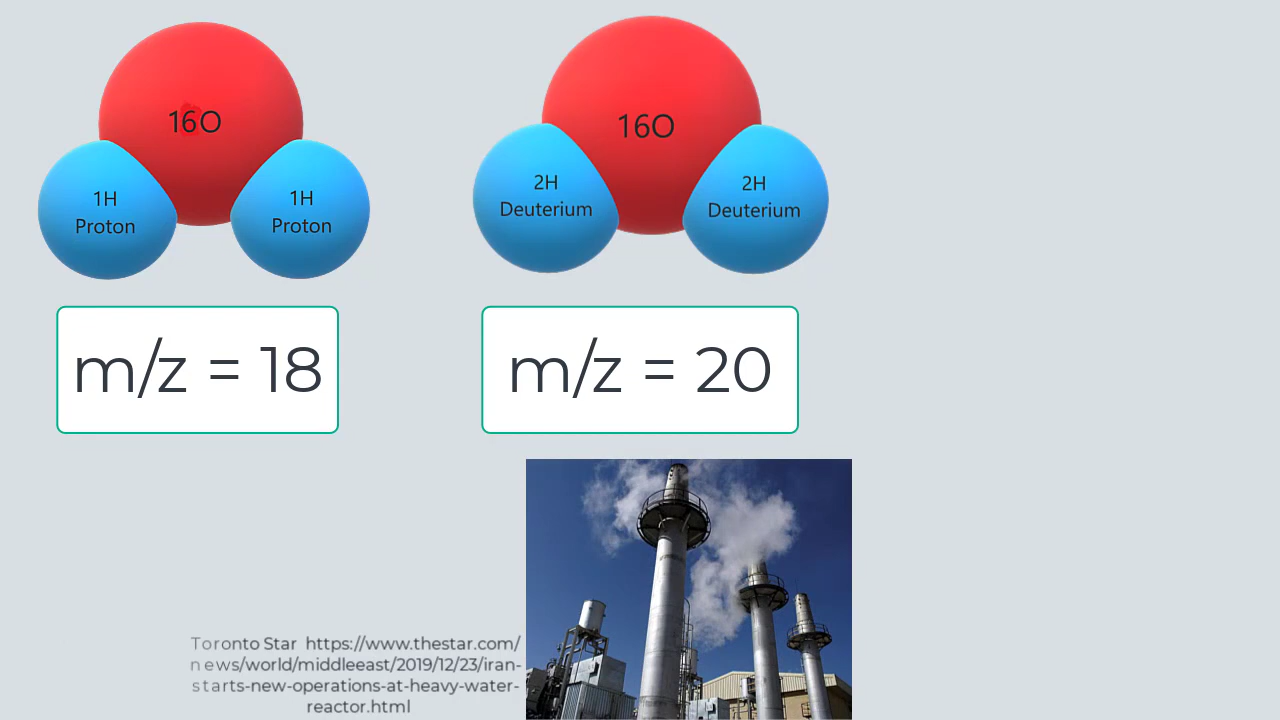 16O
1H
Proton
1H
Proton
16O
2H
Deuterium
2H
Deuterium
m/z = 18
m/z = 20
Toronto Star https://www.thestar.com/
news/world/middleeast/2019/12/23/iran-
starts-new-operations-at-heavy-water-
reactor.html